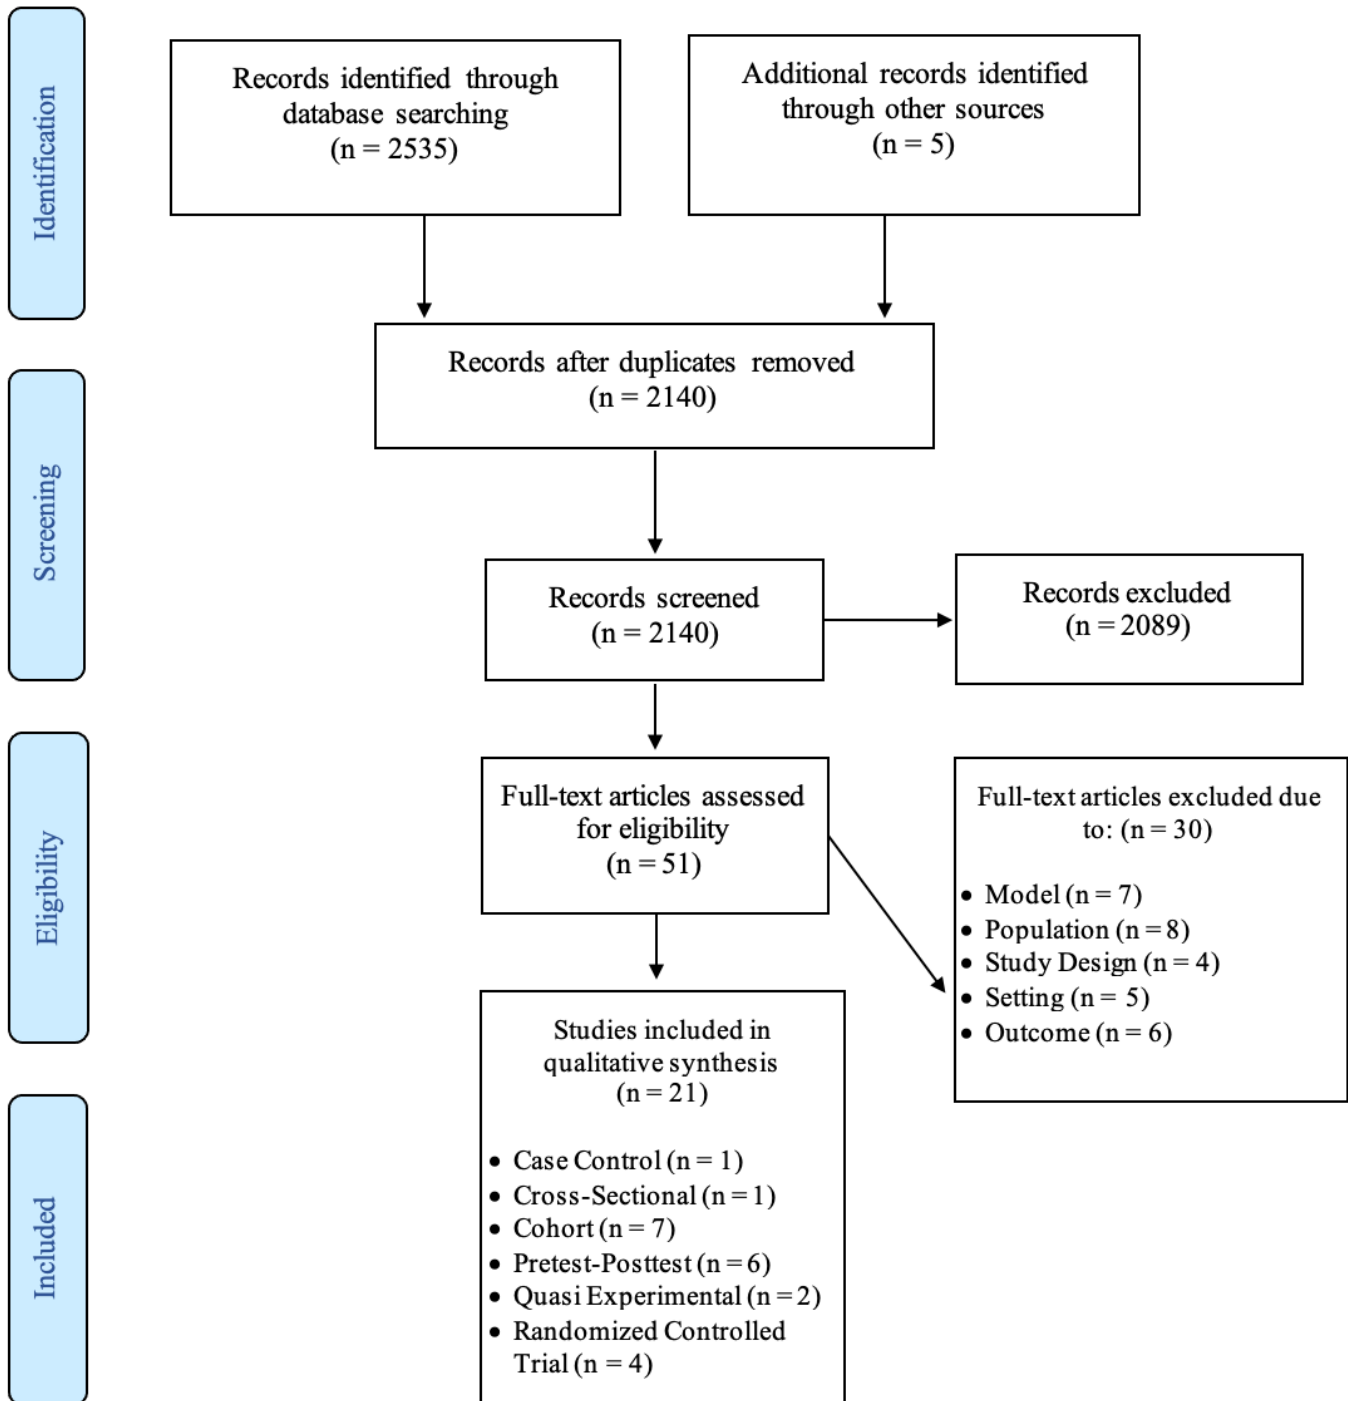 Identification
Records identified through
database searching
(n = 2535)
Additional records identified
through other sources
(n = 5)
Records after duplicates removed
(n = 2140)
Screening
Records screened
(n = 2140)
Records excluded
(n = 2089)
Eligibility
Full-text articles assessed
for eligibility
(n = 51)
Full-text articles excluded due
to: (n = 30)
• Model (n = 7)
• Population (n = 8)
• Study Design (n = 4)
• Setting (n = 5)
• Outcome (n = 6)
Included
Studies included in
qualitative synthesis
(n = 21)
• Case Control (n = 1)
• Cross-Sectional (n = 1)
• Cohort (n = 7)
• Pretest-Posttest (n = 6)
• Quasi Experimental (n = 2)
• Randomized Controlled
Trial (n = 4)